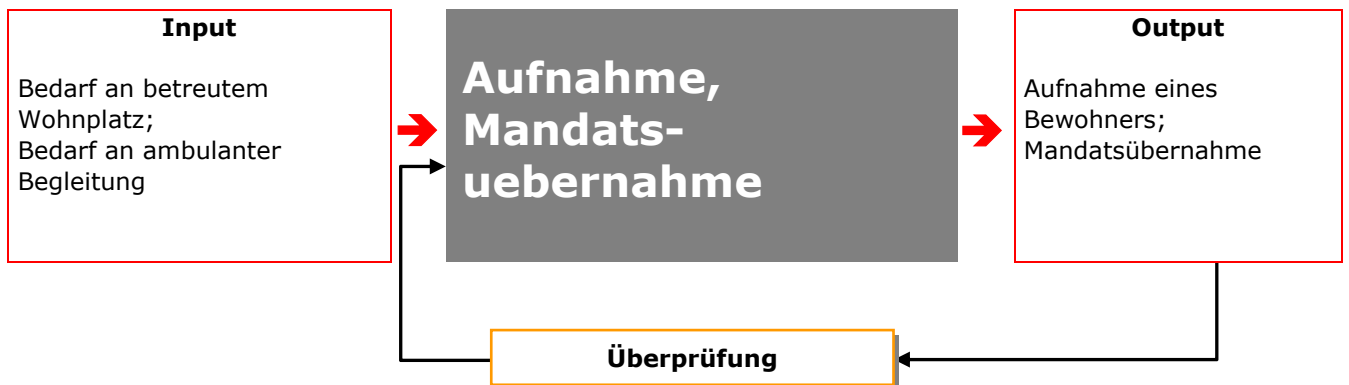 Input
Bedarf an betreutem
Wohnplatz;
Bedarf an ambulanter
Begleitung
Aufnahme,
Mandats-
uebernahme
Output
Aufnahme eines
Bewohners;
Mandatsübernahme
Überprüfung